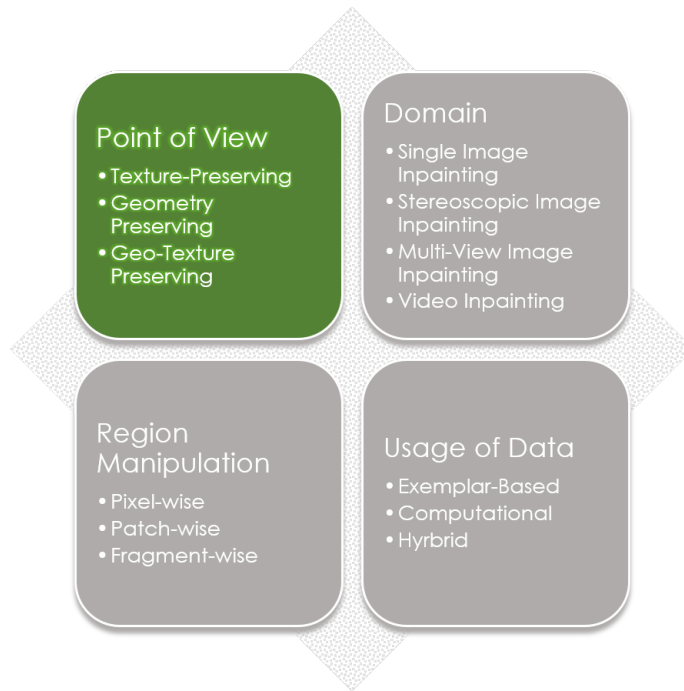 Point of View
• Texture-Preserving
• Geometry
Preserving
• Geo-Texture
Preserving
Domain
• Single Image
Inpainting
• Stereoscopic Image
Inpainting
• Multi-View Image
Inpainting
• Video Inpainting
Region
Manipulation
• Pixel-wise
• Patch-wise
• Fragment-wise
Usage of Data
• Exemplar-Based
• Computational
• Hyrbrid